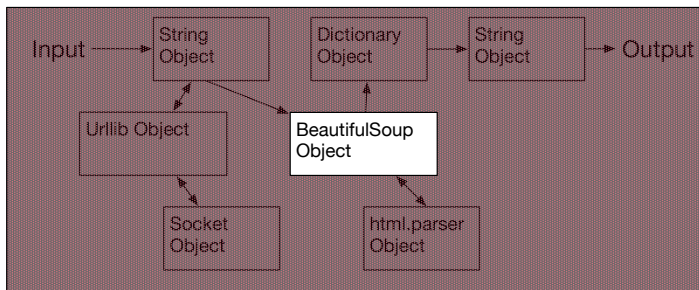 Input
String
Object
Dictionary
Object
String
Object
Output
Urllib Object
BeautifulSoup
Object
Socket
Object
html.parser
Object